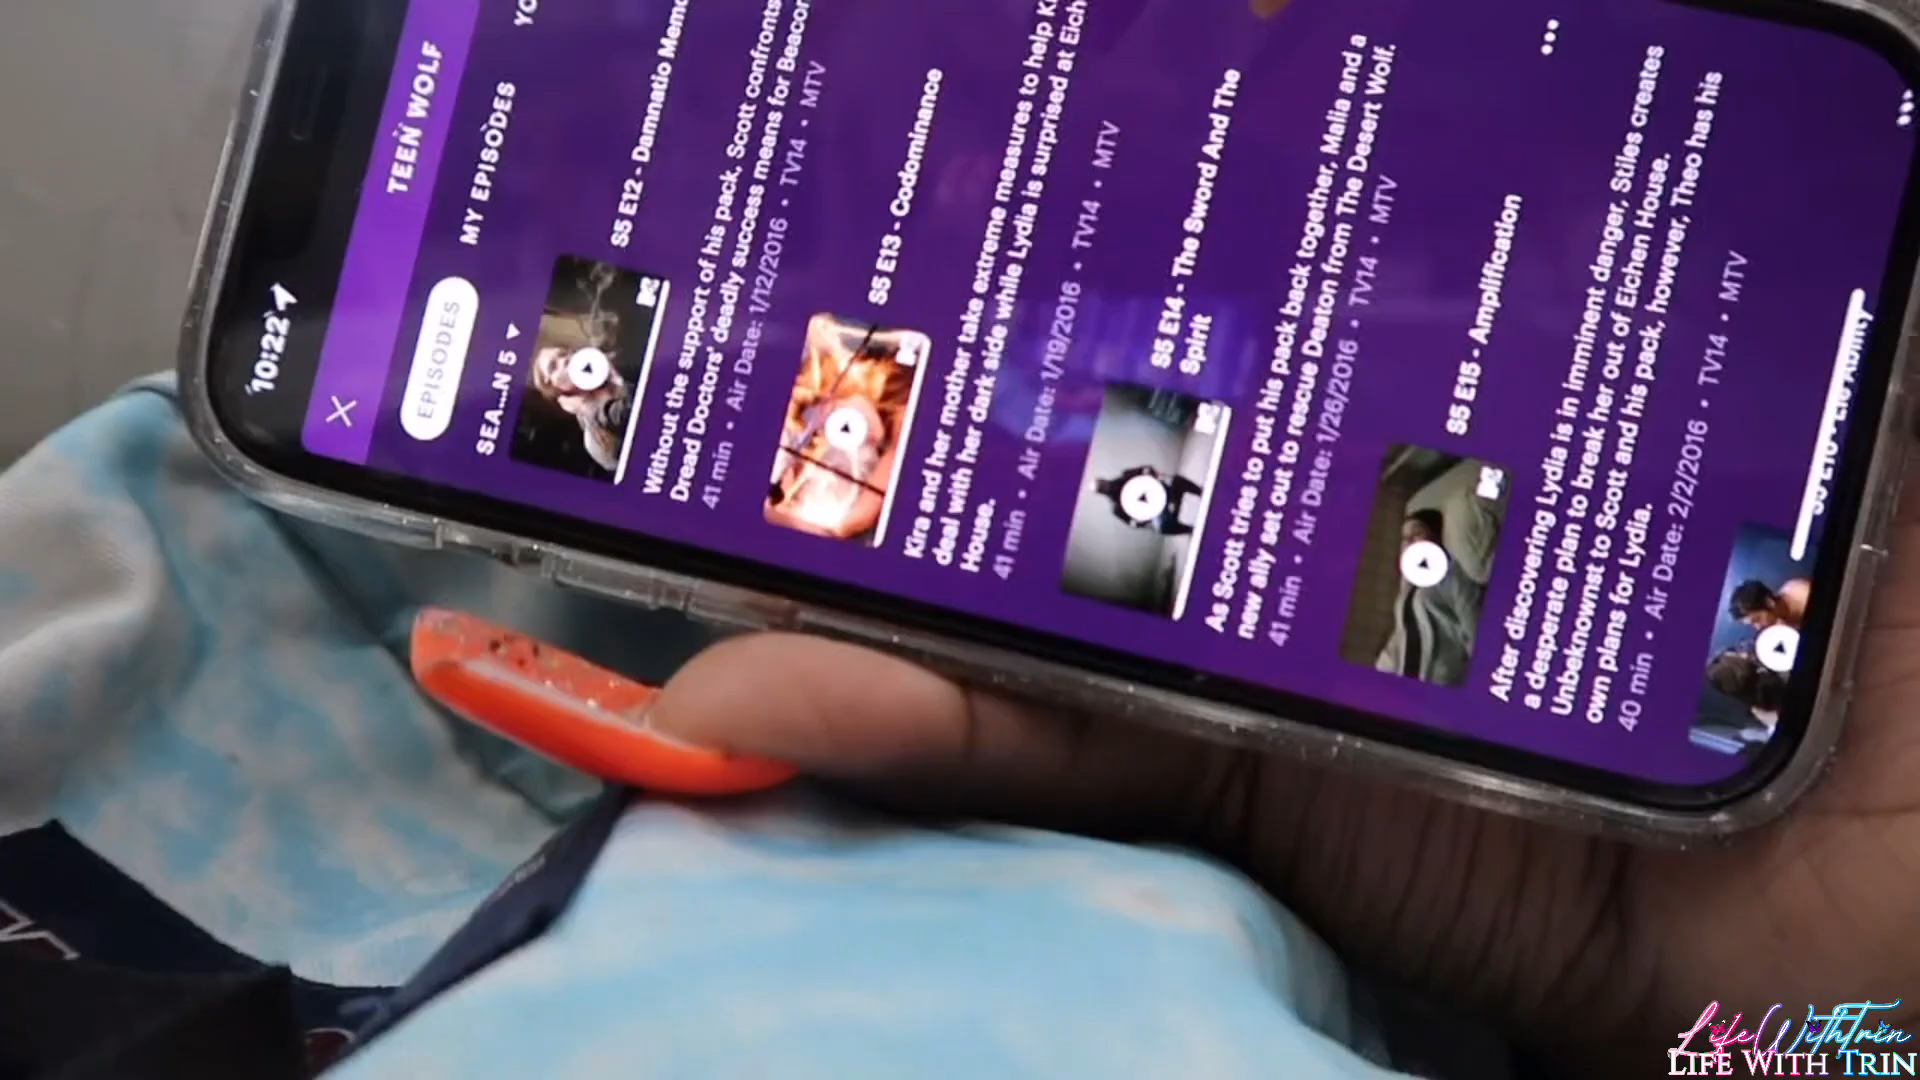 10:22
TEEN WOLF
EPISODES
MY EPISODES
YO
SEA...N 5
S5 E12 - Damnatio Memo
Without the support of his pack, Scott confronts
Dread Doctors' deadly success means for Beacon
41 min • Air Date: 1/12/2016 • TV14 • MTV
S5 E13 - Codominance
Kira and her mother take extreme measures to help K
deal with her dark side while Lydia is surprised at Eich
House.
41 min • Air Date: 1/19/2016 • TV14 • MTV
S5 E14 - The Sword And The
Spirit
As Scott tries to put his pack back together, Malia and a
new ally set out to rescue Deaton from The Desert Wolf.
41 min • Air Date: 1/26/2016 • TV14 • MTV
S5 E15 - Amplification
After discovering Lydia is in imminent danger, Stiles creates
a desperate plan to break her out of Eichen House.
Unbeknownst to Scott and his pack, however, Theo has his
own plans for Lydia.
40 min • Air Date: 2/2/2016 • TV14 • MTV
Life With Trin
LIFE WITH TRIN